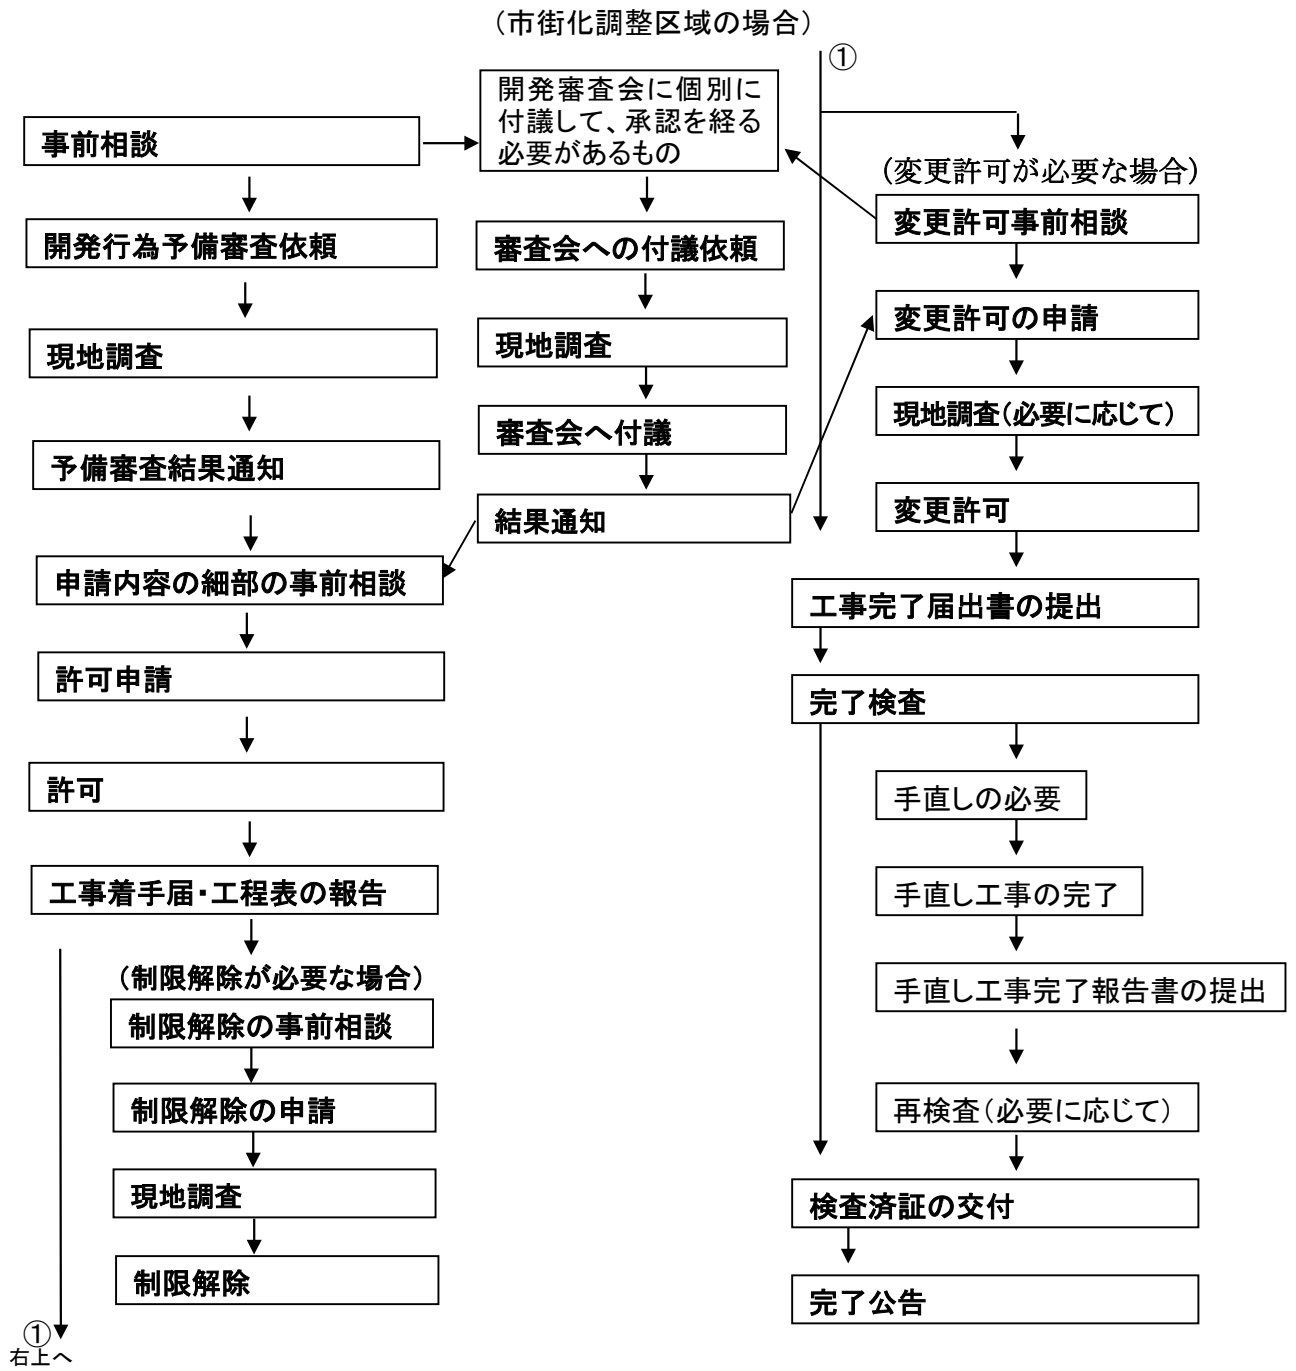 （市街化調整区域の場合）
事前相談
開発行為予備審査依頼
現地調査
予備審査結果通知
申請内容の細部の事前相談
許可申請
許可
工事着手届・工程表の報告
（制限解除が必要な場合）
制限解除の事前相談
制限解除の申請
現地調査
制限解除
①
右上へ
開発審査会に個別に
付議して、承認を経る
必要があるもの
審査会への付議依頼
現地調査
審査会へ付議
結果通知
①
（変更許可が必要な場合）
変更許可事前相談
変更許可の申請
現地調査（必要に応じて）
変更許可
工事完了届出書の提出
完了検査
手直しの必要
手直し工事の完了
手直し工事完了報告書の提出
再検査（必要に応じて）
検査済証の交付
完了公告